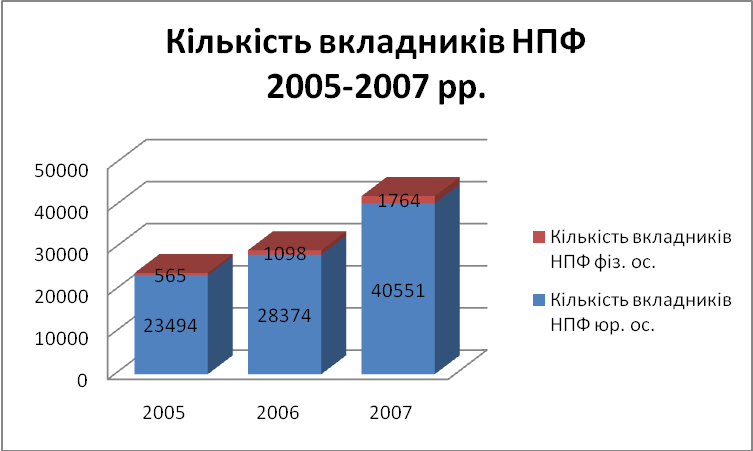 Кількість вкладників НПФ
2005-2007 рр.
50000
40000
30000
20000
10000
0
565
23494
1098
28374
1764
40551
2005
2006
2007
Кількість вкладників
НПФ фіз. ос.
Кількість вкладників
НПФ юр. ос.